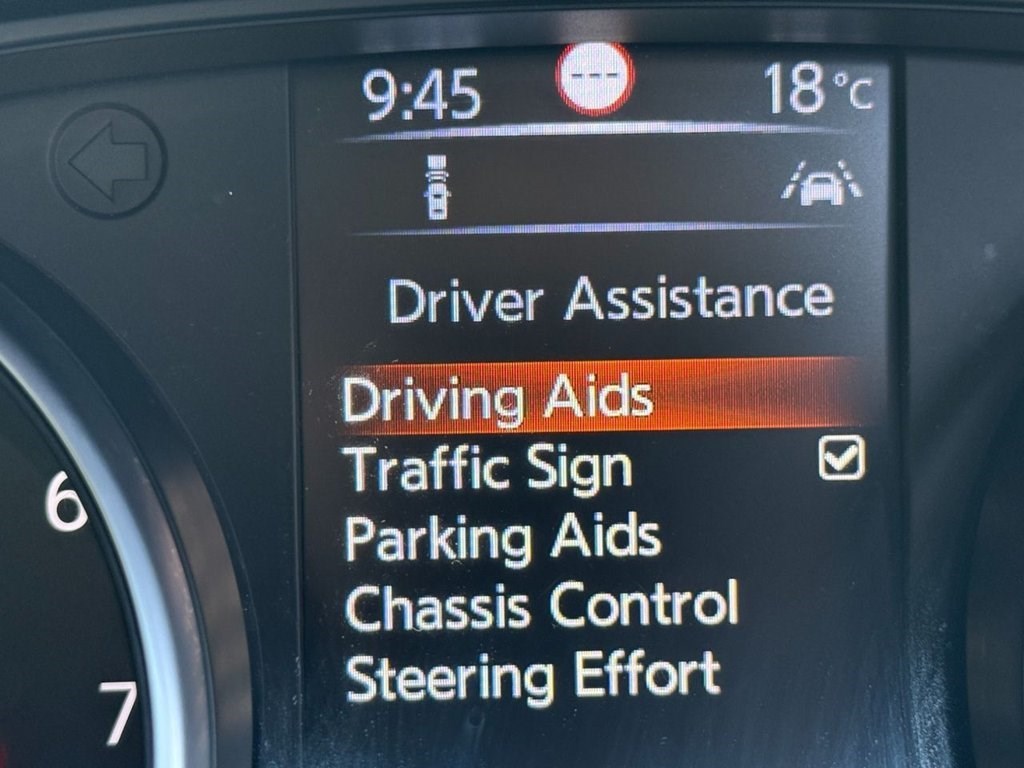 9:45 --- 18°C
Driver Assistance
Driving Aids
Traffic Sign
Parking Aids
Chassis Control
Steering Effort
6
7